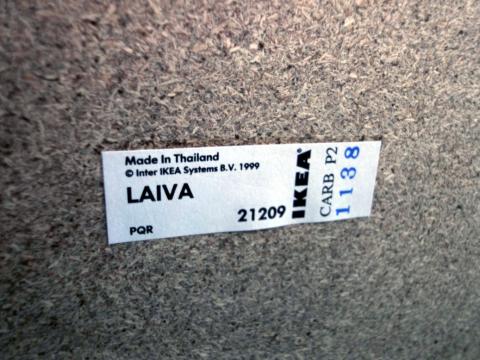 Made In Thailand
© Inter IKEA Systems B.V. 1999
LAIVA
21209
PQR
IKEA®
CARB P2
1138